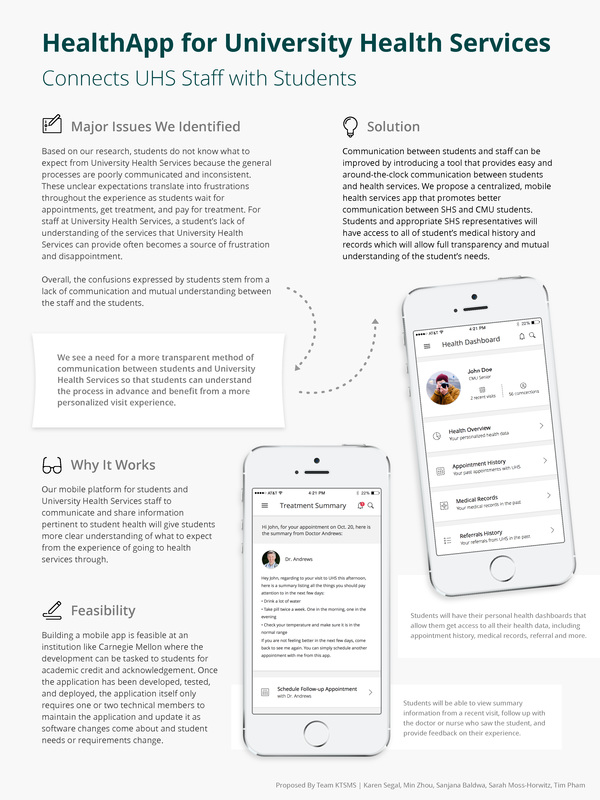 HealthApp for University Health Services
Connects UHS Staff with Students
Major Issues We Identified
Based on our research, students do not know what to
expect from University Health Services because the general
processes are poorly communicated and inconsistent.
These unclear expectations translate into frustrations
throughout the experience as students wait for
appointments, get treatment, and pay for treatment. For
staff at University Health Services, a student's lack of
understanding of the services that University Health
Services can provide often becomes a source of frustration
and disappointment.
Overall, the confusions expressed by students stem from a
lack of communication and mutual understanding between
the staff and the students.
We see a need for a more transparent method of
communication between students and University
Health Services so that students can understand
the process in advance and benefit from a more
personalized visit experience.
Solution
Communication between students and staff can be
improved by introducing a tool that provides easy and
around-the-clock communication between students
and health services. We propose a centralized, mobile
health services app that promotes better
communication between SHS and CMU students.
Students and appropriate SHS representatives will
have access to all of student's medical history and
records which will allow full transparency and mutual
understanding of the student's needs.
AT&T 4:21 PM 22%
Health Dashboard
John Doe
CMU Senior
2 recent visits
36 connections
Health Overview
Your personalized health data
Appointment History
Your past appointments with UHS
Medical Records
Your medical records in the past
Referrals History
Your referrals from UHS in the past
Students will have their personal health dashboards that
allow them get access to all their health data, including
appointment history, medical records, referral and more.
Why It Works
Our mobile platform for students and
University Health Services staff to
communicate and share information
pertinent to student health will give students
more clear understanding of what to expect
from the experience of going to health
services through.
Feasibility
Building a mobile app is feasible at an
institution like Carnegie Mellon where the
development can be tasked to students for
academic credit and acknowledgement. Once
the application has been developed, tested,
and deployed, the application itself only
requires one or two technical members to
maintain the application and update it as
software changes come about and student
needs or requirements change.
AT&T 4:21 PM 22%
Treatment Summary
Hi John, for your appointment on Oct. 20, here is
the summary from Doctor Andrews:
Dr. Andrews
Hey John, regarding to your visit to UHS this afternoon,
here is a summary listing all the things you should pay
attention to in the next few days:
• Drink a lot of water
• Take pill twice a week. One in the morning, one in the
evening
• Check your temperature and make sure it is in the
normal range
If you are not feeling better in the next few days, come
back to see me again. You can simply schedule another
appointment with me from this app.
Schedule Follow-up Appointment
with Dr. Andrews
Students will be able to view summary
information from a recent visit, follow up with
the doctor or nurse who saw the student, and
provide feedback on their experience.
Proposed By Team KTSMS | Karen Segal, Min Zhou, Sanjana Baldwa, Sarah Moss-Horwitz, Tim Pham